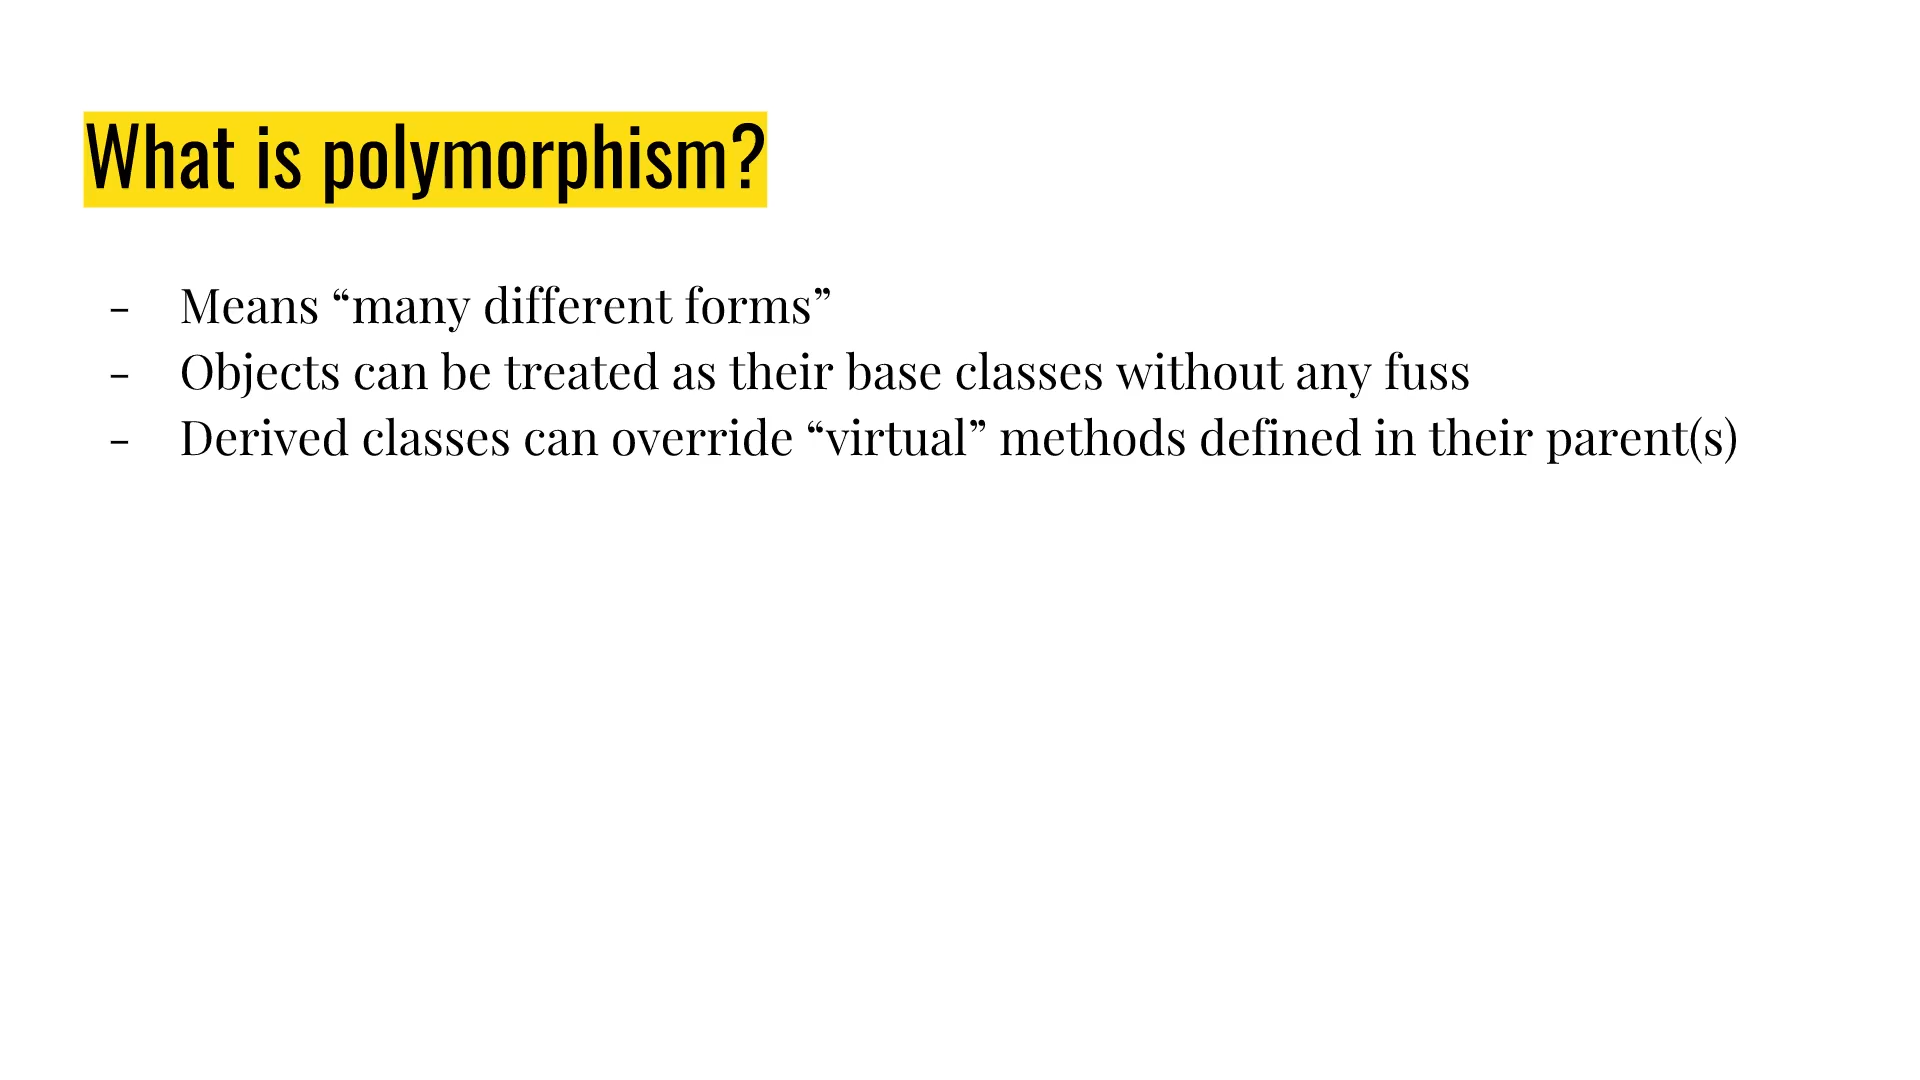 What is polymorphism?
- Means “many different forms”
- Objects can be treated as their base classes without any fuss
- Derived classes can override “virtual” methods defined in their parent(s)